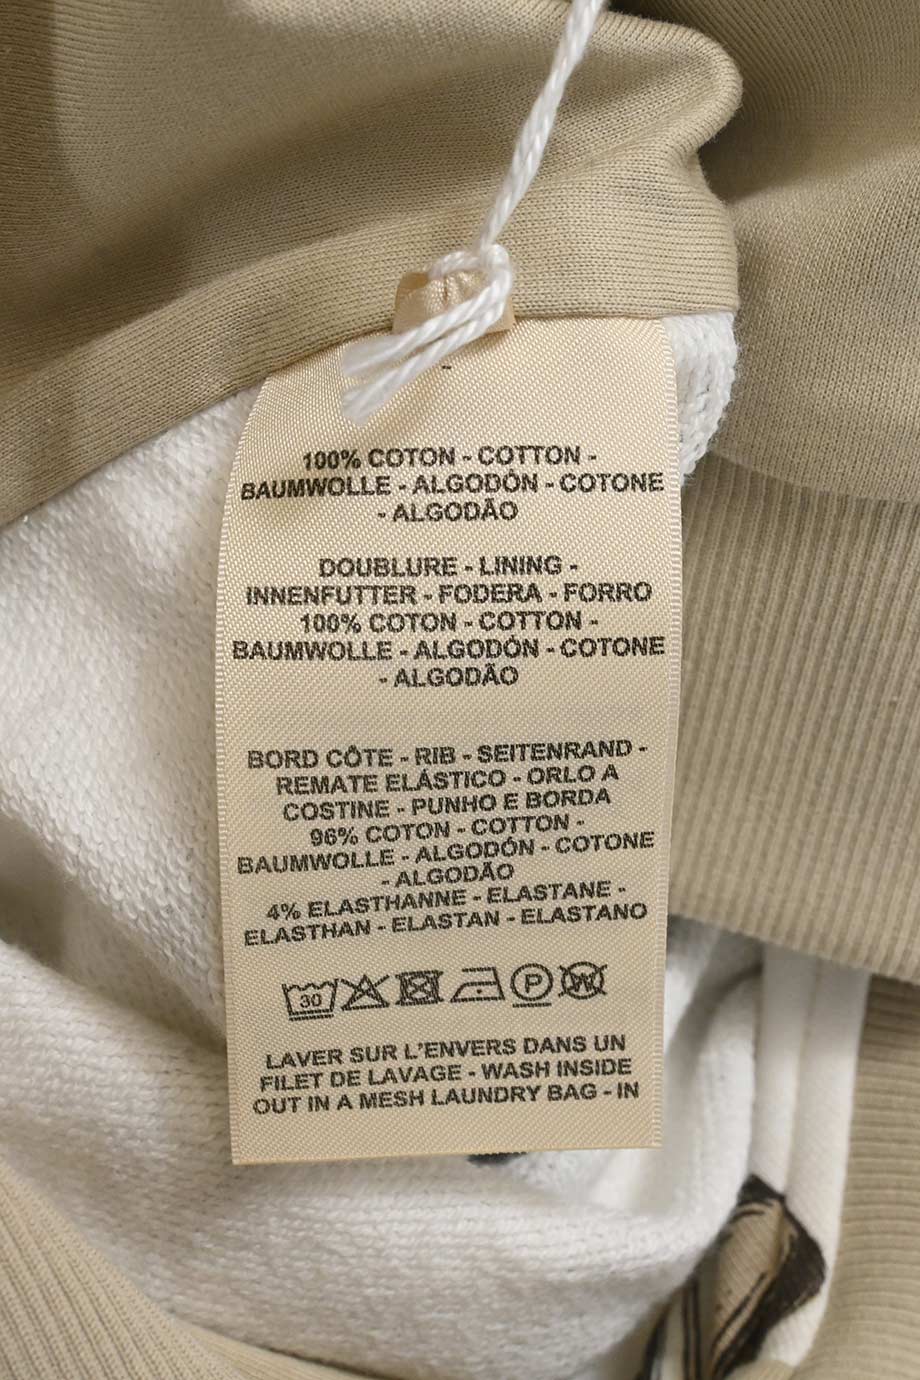 100% COTON - COTTON -
BAUMWOLLE - ALGODÓN - COTONE
- ALGODÃO
DOUBLURE - LINING -
INNENFUTTER - FODERA - FORRO
100% COTON - COTTON -
BAUMWOLLE - ALGODÓN - COTONE
- ALGODÃO
BORD CÔTE - RIB - SEITENRAND -
REMATE ELÁSTICO - ORLO A
COSTINE - PUNHO E BORDA
96% COTON - COTTON -
BAUMWOLLE - ALGODÓN - COTONE
- ALGODÃO
4% ELASTHANNE - ELASTANE -
ELASTHAN - ELASTAN - ELASTANO
30 P W
LAVER SUR L'ENVERS DANS UN
FILET DE LAVAGE - WASH INSIDE
OUT IN A MESH LAUNDRY BAG - IN